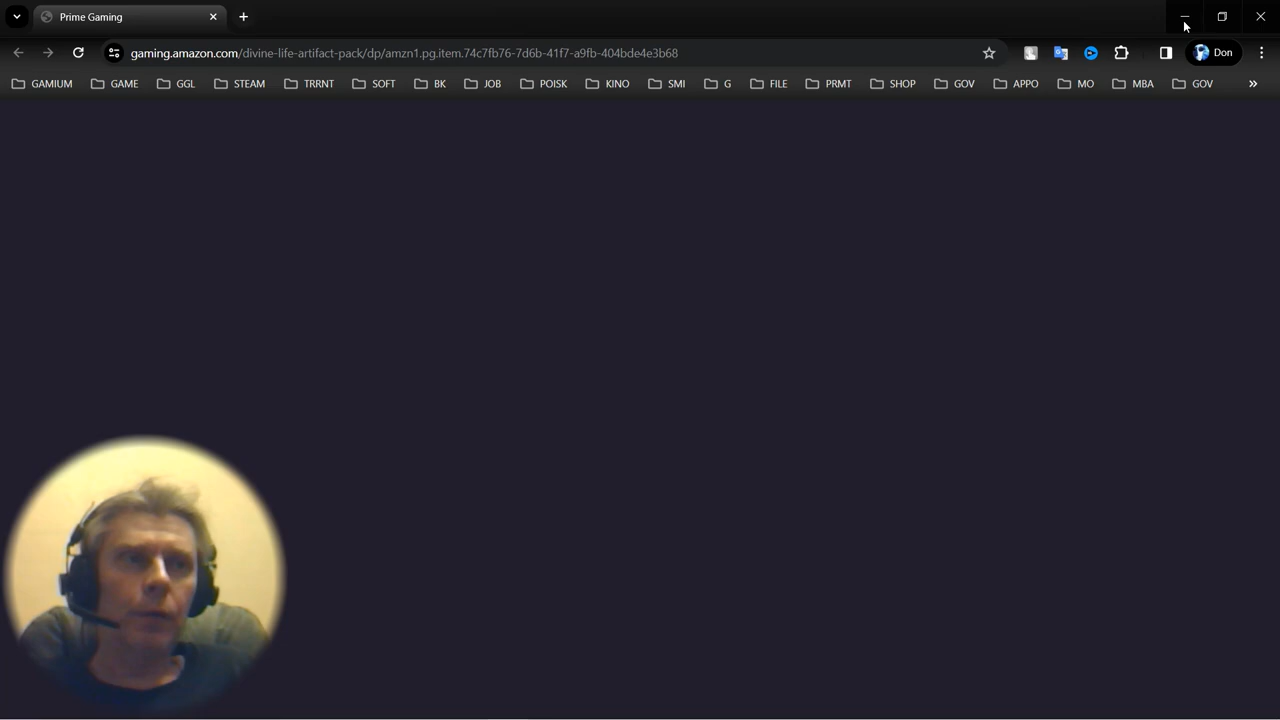 Prime Gaming
gaming.amazon.com/divine-life-artifact-pack/dp/amzn1.pg.item.74c7fb76-7d6b-41f7-a9fb-404bde4e3b68
Don
GAMIUM GAME GGL STEAM TRRNT SOFT BK JOB POISK KINO SMI G FILE PRMT SHOP GOV APPO MO MBA GOV